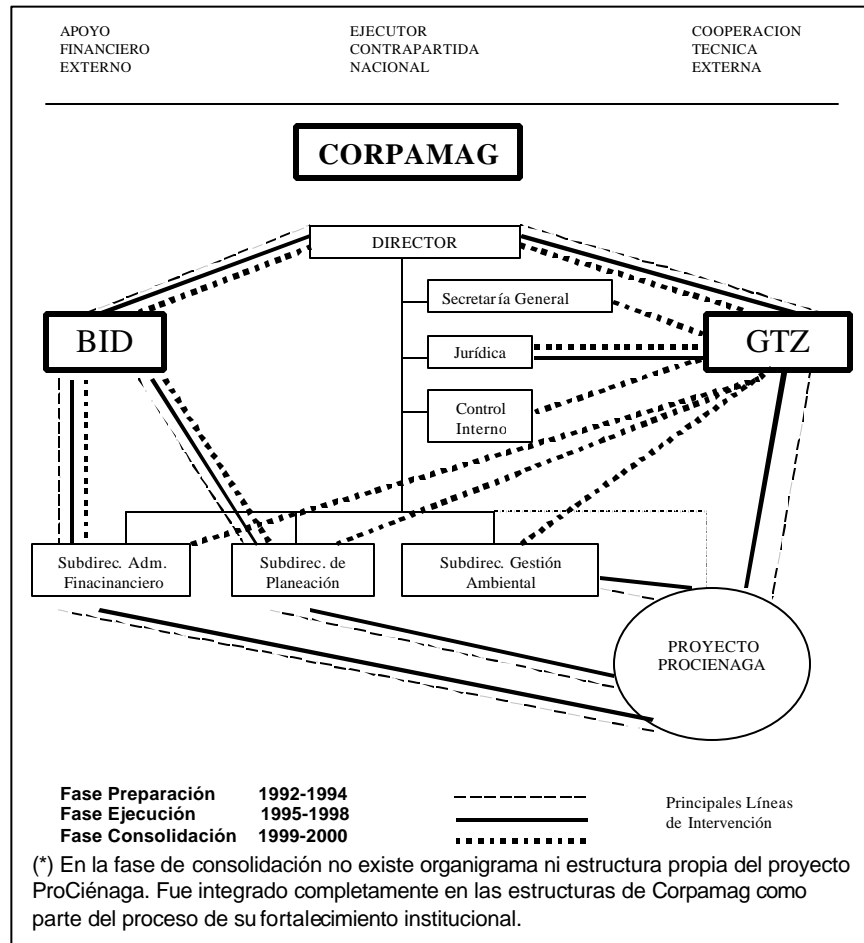 APOYO
FINANCIERO
EXTERNO
EJECUTOR
CONTRAPARTIDA
NACIONAL
COOPERACION
TECNICA
EXTERNA
CORPAMAG
DIRECTOR
Secretaría General
BID
Jurídica
GTZ
Control
Interno
Subdirec. Adm.
Finacinanciero
Subdirec. de
Planeación
Subdirec. Gestión
Ambiental
PROYECTO
PROCIENAGA
Fase Preparación 1992-1994
Fase Ejecución 1995-1998
Fase Consolidación 1999-2000
Principales Líneas
de Intervención
(*) En la fase de consolidación no existe organigrama ni estructura propia del proyecto
ProCiénaga. Fue integrado completamente en las estructuras de Corpamag como
parte del proceso de su fortalecimiento institucional.